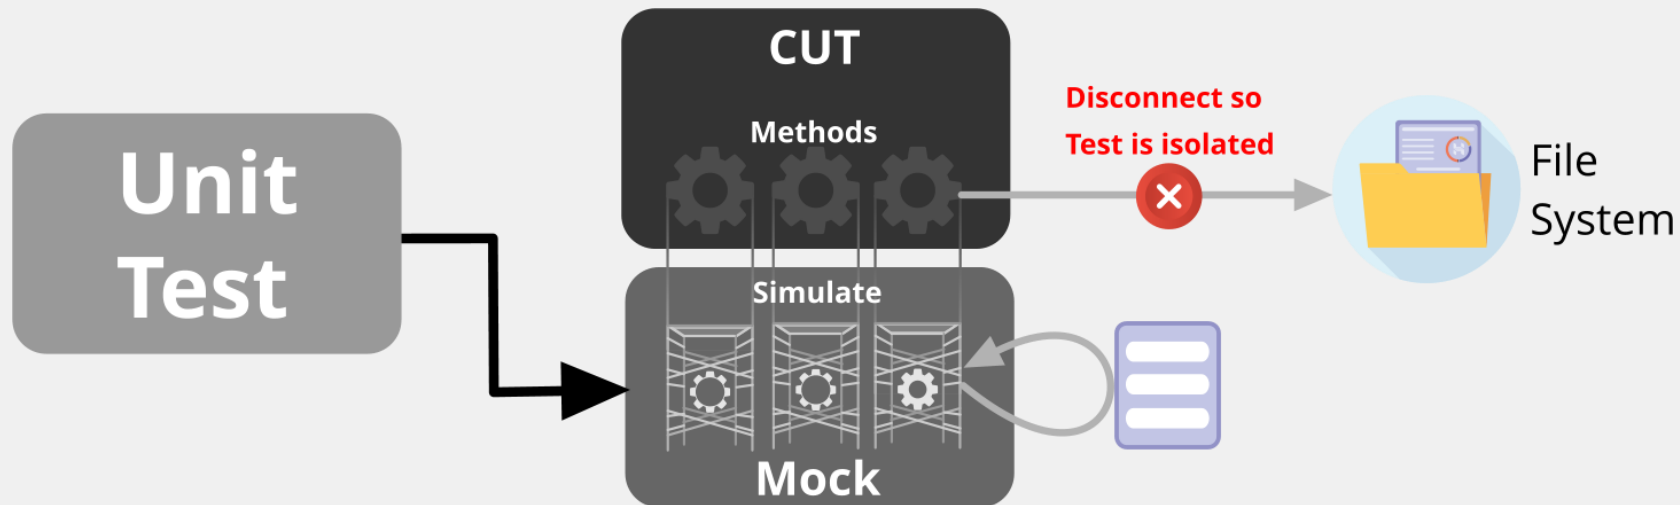 Unit
Test
CUT
Methods
Simulate
Mock
Disconnect so
Test is isolated
File
System